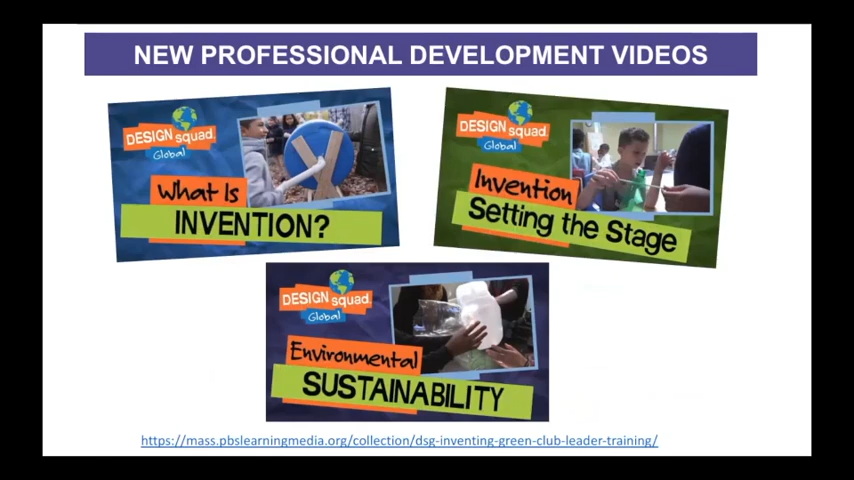 NEW PROFESSIONAL DEVELOPMENT VIDEOS
DESIGN squad
Global
What Is
INVENTION?
DESIGN squad
Global
Invention
Setting the Stage
DESIGN squad
Global
Environmental
SUSTAINABILITY
https://mass.pbslearningmedia.org/collection/dsg-inventing-green-club-leader-training/